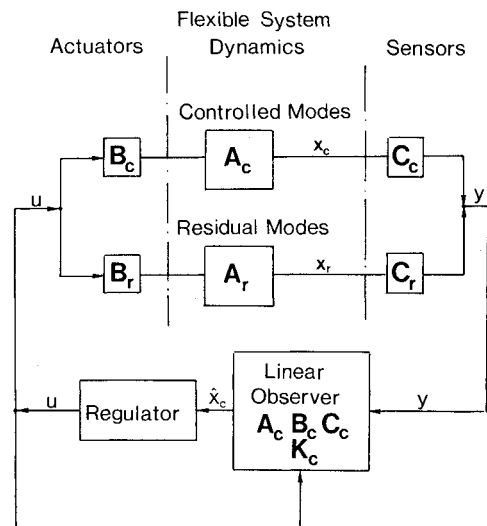 Flexible System
Actuators Dynamics Sensors
Controlled Modes
B_c A_c x_c C_c
u y
Residual Modes
B_r A_r x_r C_r
Linear
Observer
u Regulator x̂_c A_c B_c C_c y
K_c